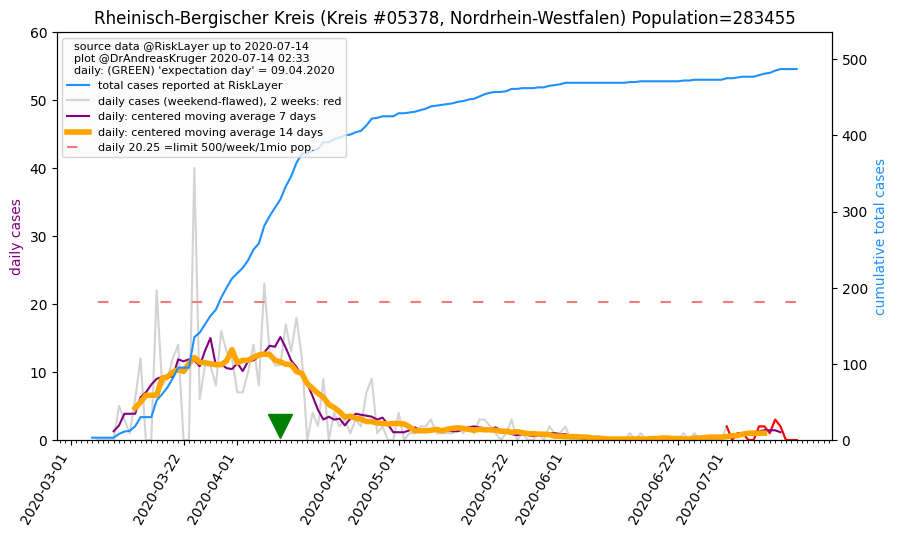 Rheinisch-Bergischer Kreis (Kreis #05378, Nordrhein-Westfalen) Population=283455
source data @RiskLayer up to 2020-07-14
plot @DrAndreasKruger 2020-07-14 02:33
daily: (GREEN) 'expectation day' = 09.04.2020
total cases reported at RiskLayer
daily cases (weekend-flawed), 2 weeks: red
daily: centered moving average 7 days
daily: centered moving average 14 days
daily 20.25 =limit 500/week/1mio pop.
daily cases
60
50
40
30
20
10
0
cumulative total cases
500
400
300
200
100
0
2020-03-01
2020-03-22
2020-04-01
2020-04-22
2020-05-01
2020-05-22
2020-06-01
2020-06-22
2020-07-01